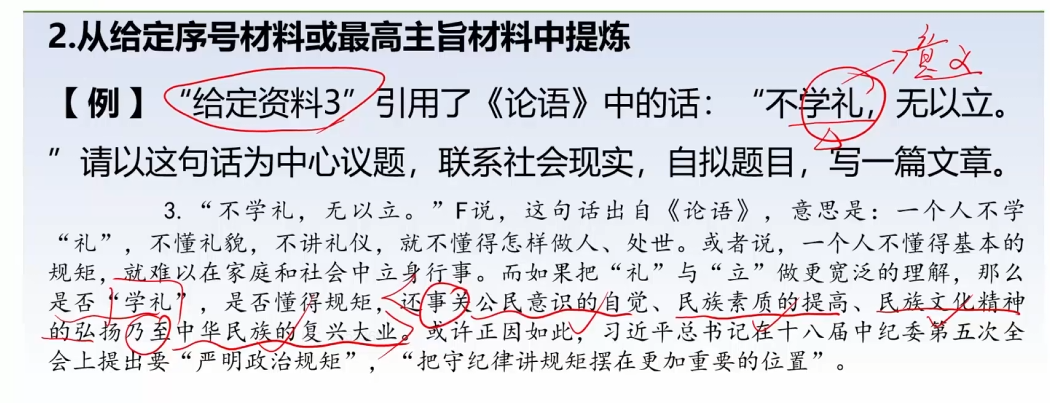 2.从给定序号材料或最高主旨材料中提炼
意义
【 例 】“给定资料3”引用了《论语》中的话：“不学礼，无以立。
”请以这句话为中心议题，联系社会现实，自拟题目，写一篇文章。
3.“不学礼，无以立。”F说，这句话出自《论语》，意思是：一个人不学
“礼”，不懂礼貌，不讲礼仪，就不懂得怎样做人、处世。或者说，一个人不懂得基本的
规矩，就难以在家庭和社会中立身行事。而如果把“礼”与“立”做更宽泛的理解，那么
是否“学礼”，是否懂得规矩，还事关公民意识的自觉、民族素质的提高、民族文化精神
的弘扬乃至中华民族的复兴大业。或许正因如此，习近平总书记在十八届中纪委第五次全
会上提出要“严明政治规矩”，“把守纪律讲规矩摆在更加重要的位置”。